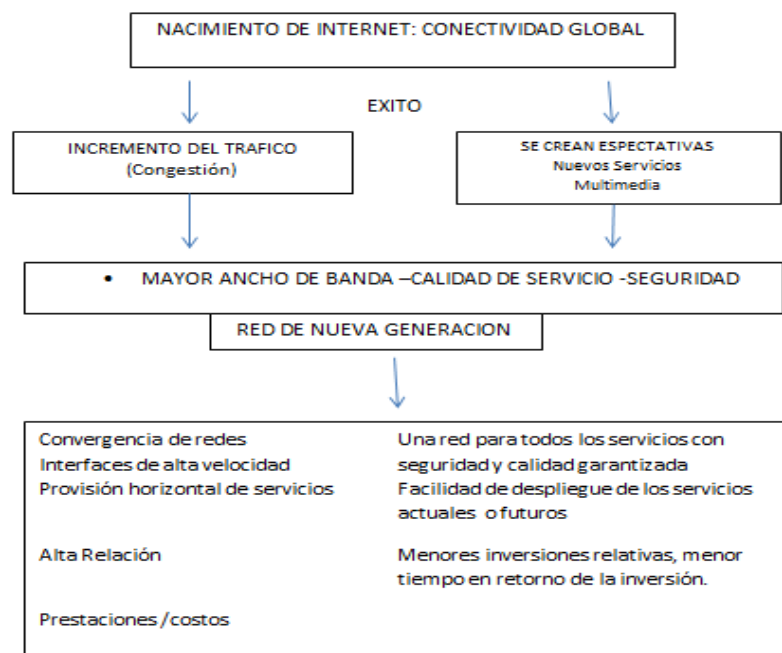 NACIMIENTO DE INTERNET: CONECTIVIDAD GLOBAL
EXITO
INCREMENTO DEL TRAFICO
(Congestión)
SE CREAN ESPECTATIVAS
Nuevos Servicios
Multimedia
• MAYOR ANCHO DE BANDA –CALIDAD DE SERVICIO -SEGURIDAD
RED DE NUEVA GENERACION
Convergencia de redes
Interfaces de alta velocidad
Provisión horizontal de servicios
Alta Relación
Prestaciones /costos
Una red para todos los servicios con
seguridad y calidad garantizada
Facilidad de despliegue de los servicios
actuales o futuros
Menores inversiones relativas, menor
tiempo en retorno de la inversión.